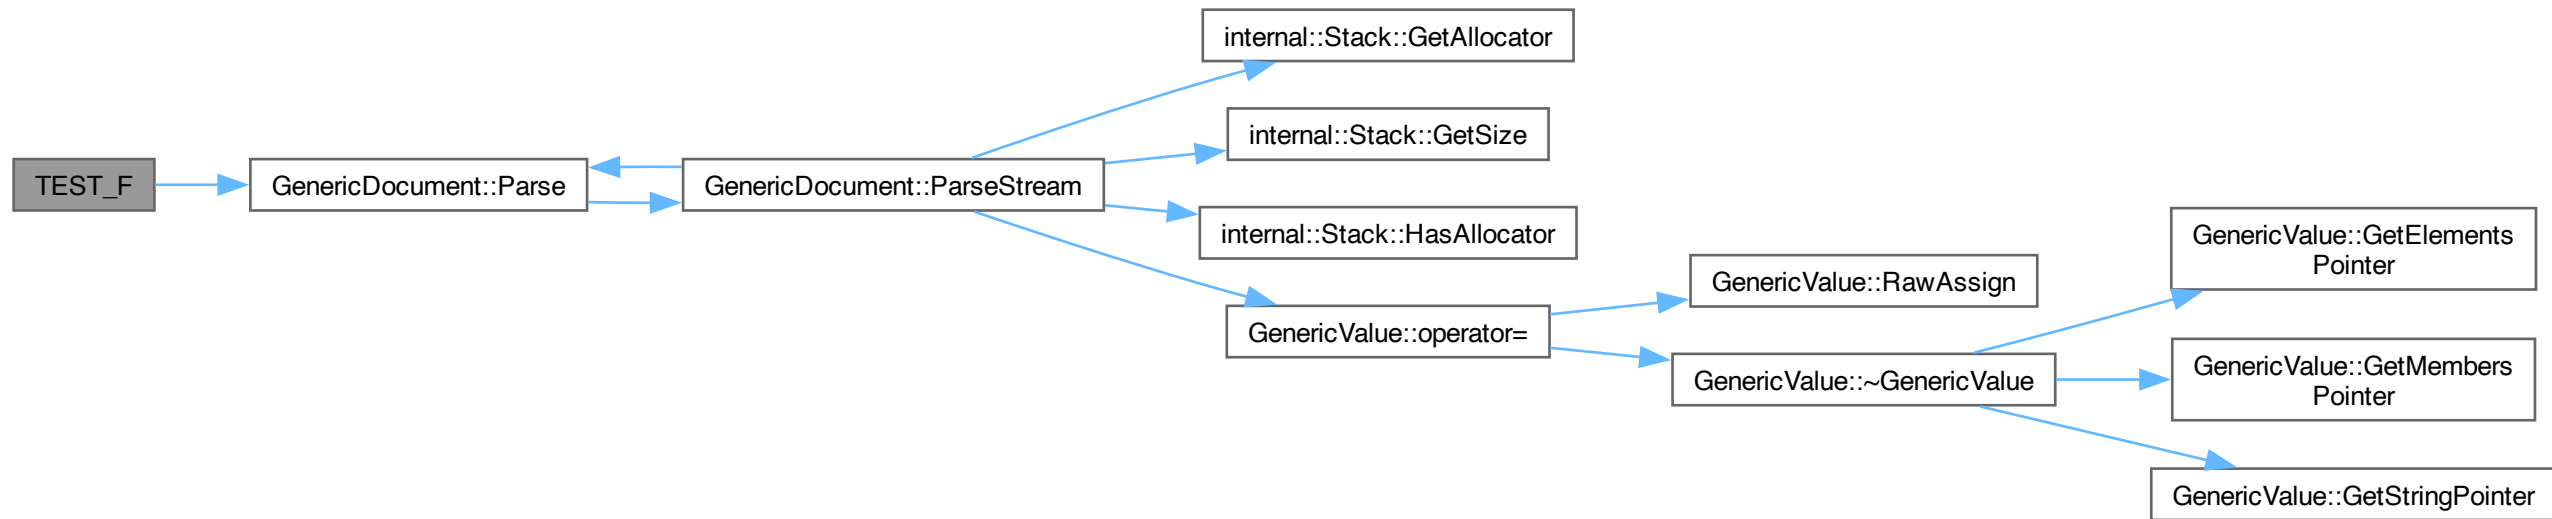 TEST_F
GenericDocument::Parse
GenericDocument::ParseStream
internal::Stack::GetAllocator
internal::Stack::GetSize
internal::Stack::HasAllocator
GenericValue::operator=
GenericValue::RawAssign
GenericValue::~GenericValue
GenericValue::GetElements
Pointer
GenericValue::GetMembers
Pointer
GenericValue::GetStringPointer